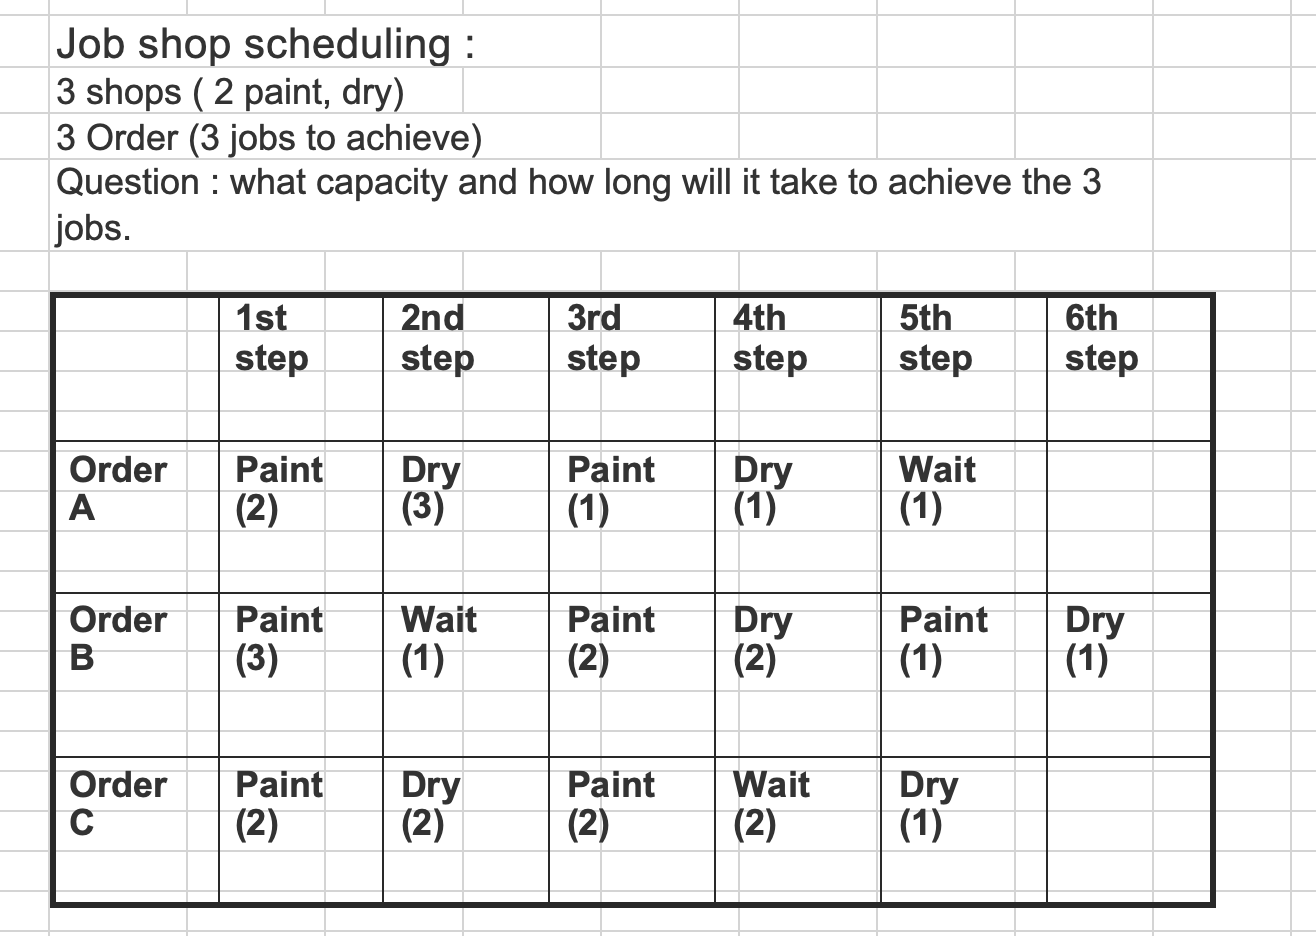 Job shop scheduling :
3 shops ( 2 paint, dry)
3 Order (3 jobs to achieve)
Question : what capacity and how long will it take to achieve the 3
jobs.
1st step 2nd step 3rd step 4th step 5th step 6th step
Order A Paint (2) Dry (3) Paint (1) Dry (1) Wait (1)
Order B Paint (3) Wait (1) Paint (2) Dry (2) Paint (1) Dry (1)
Order C Paint (2) Dry (2) Paint (2) Wait (2) Dry (1)